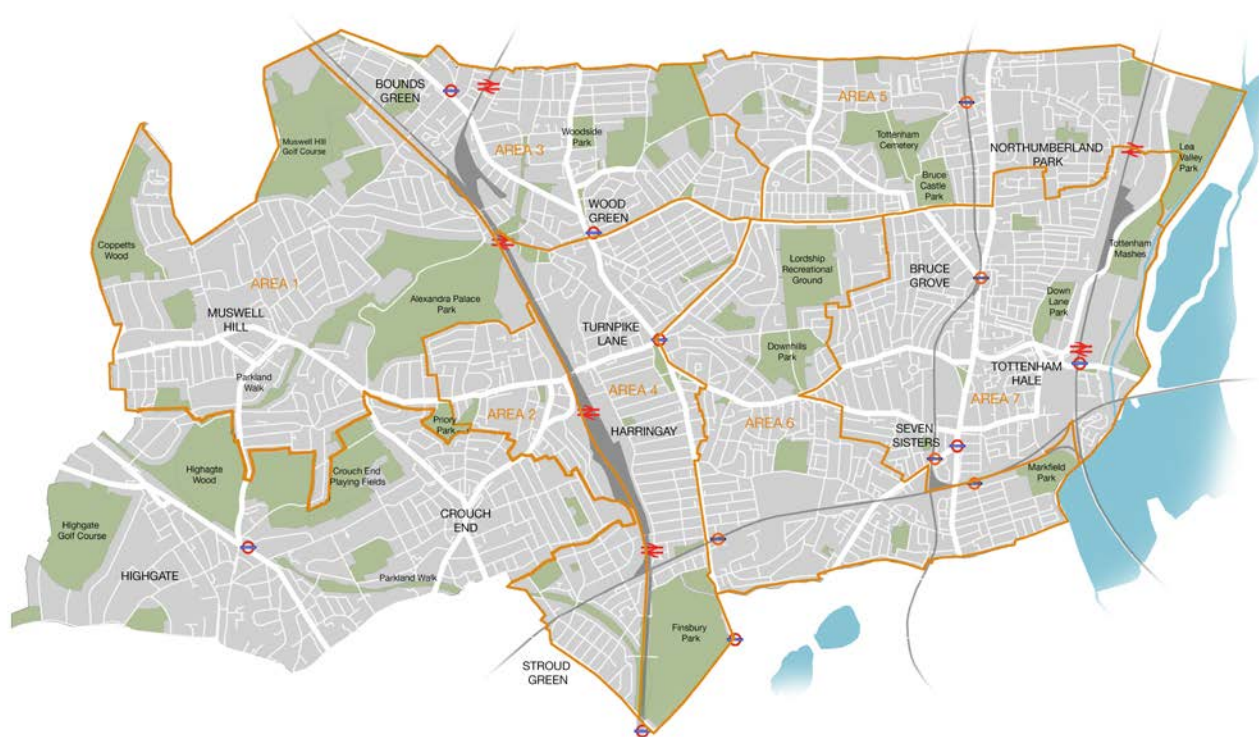 BOUNDS
GREEN
AREA 5
Muswell Hill
Golf Course
Woodside
Park
AREA 3
Tottenham
Cemetery
NORTHUMBERLAND
PARK
Lea
Valley
Park
Bruce
Castle
Park
WOOD
GREEN
Coppetts
Wood
AREA 1
Lordship
Recreational
Ground
BRUCE
GROVE
Tottenham
Mashes
Alexandra Palace
Park
MUSWELL
HILL
Down
Lane
Park
TURNPIKE
LANE
Downhills
Park
Parkland
Walk
TOTTENHAM
HALE
AREA 4
AREA 7
AREA 2
Priory
Park
HARRINGAY
AREA 6
SEVEN
SISTERS
Highagte
Wood
Crouch End
Playing Fields
Markfield
Park
CROUCH
END
Highgate
Golf Course
HIGHGATE
Parkland Walk
Finsbury
Park
STROUD
GREEN